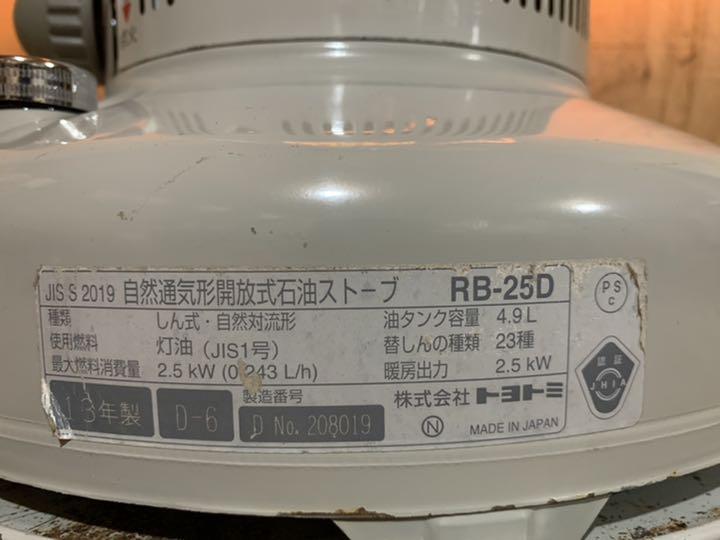 点火
JIS S 2019 自然通気形開放式石油ストーブ RB-25D
種類 しん式・自然対流形 油タンク容量 4.9 L
使用燃料 灯油（JIS1号） 替しんの種類 23種
最大燃料消費量 2.5 kW (0.243 L/h) 暖房出力 2.5 kW
13年製 D-6 製造番号 D No. 208019
株式会社 トヨトミ
N MADE IN JAPAN
PS C
認証
JHIA